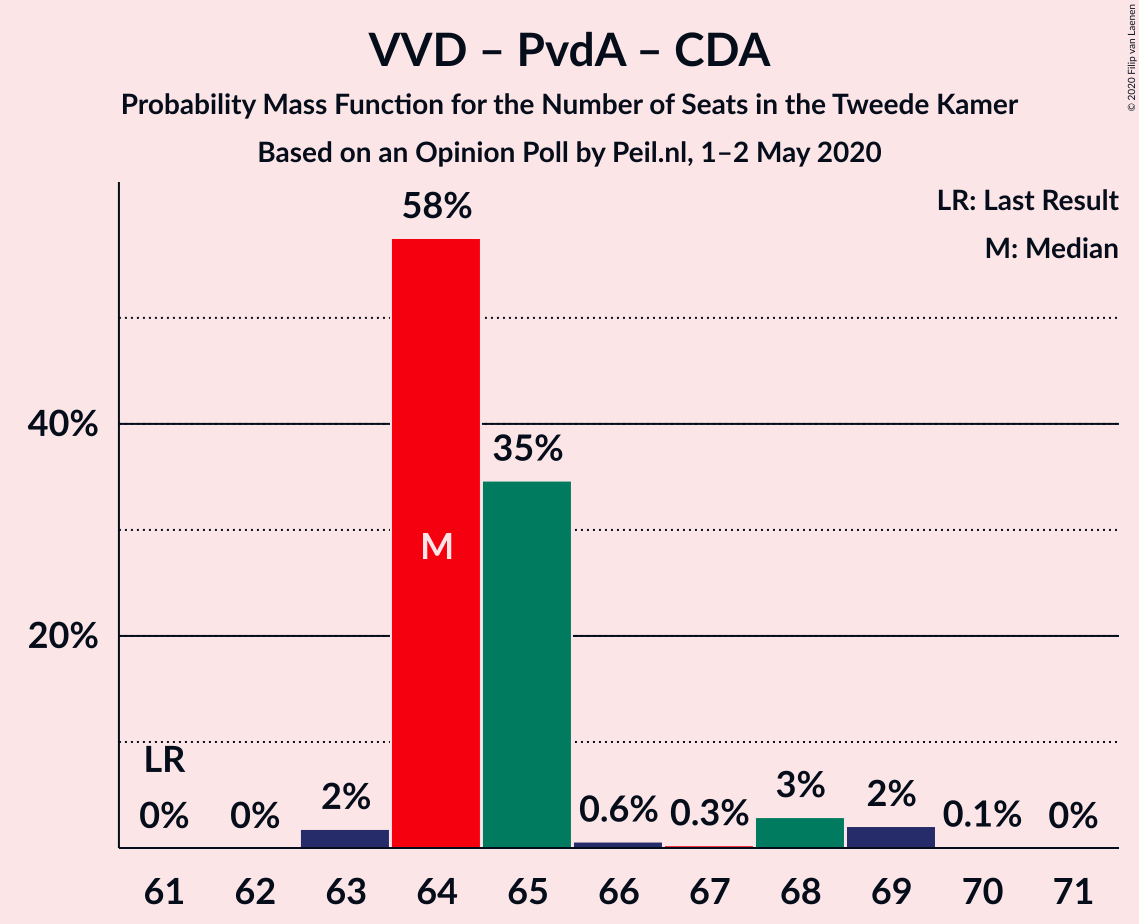 VVD – PvdA – CDA
Probability Mass Function for the Number of Seats in the Tweede Kamer
Based on an Opinion Poll by Peil.nl, 1–2 May 2020
© 2020 Filip van Laenen
LR: Last Result
M: Median
58%
40%
35%
M
20%
LR
0% 0% 2% 0.6% 0.3% 3% 2% 0.1% 0%
61 62 63 64 65 66 67 68 69 70 71